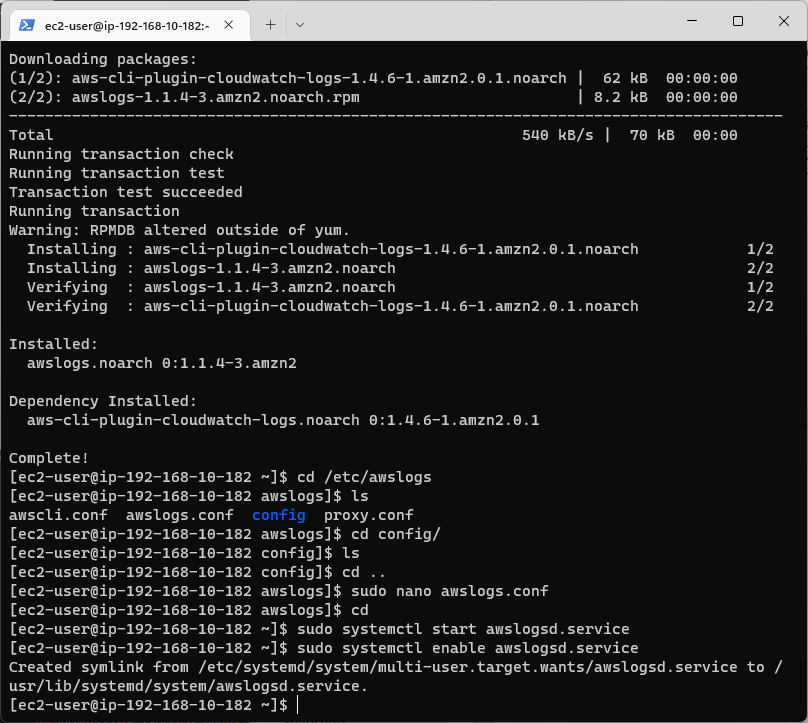 ec2-user@ip-192-168-10-182:~
Downloading packages:
(1/2): aws-cli-plugin-cloudwatch-logs-1.4.6-1.amzn2.0.1.noarch |  62 kB  00:00:00
(2/2): awslogs-1.1.4-3.amzn2.noarch.rpm                        | 8.2 kB  00:00:00
--------------------------------------------------------------------------------------
Total                                                    540 kB/s |  70 kB  00:00
Running transaction check
Running transaction test
Transaction test succeeded
Running transaction
Warning: RPMDB altered outside of yum.
  Installing : aws-cli-plugin-cloudwatch-logs-1.4.6-1.amzn2.0.1.noarch            1/2
  Installing : awslogs-1.1.4-3.amzn2.noarch                                       2/2
  Verifying  : awslogs-1.1.4-3.amzn2.noarch                                       1/2
  Verifying  : aws-cli-plugin-cloudwatch-logs-1.4.6-1.amzn2.0.1.noarch            2/2

Installed:
  awslogs.noarch 0:1.1.4-3.amzn2

Dependency Installed:
  aws-cli-plugin-cloudwatch-logs.noarch 0:1.4.6-1.amzn2.0.1

Complete!
[ec2-user@ip-192-168-10-182 ~]$ cd /etc/awslogs
[ec2-user@ip-192-168-10-182 awslogs]$ ls
awscli.conf  awslogs.conf  config  proxy.conf
[ec2-user@ip-192-168-10-182 awslogs]$ cd config/
[ec2-user@ip-192-168-10-182 config]$ ls
[ec2-user@ip-192-168-10-182 config]$ cd ..
[ec2-user@ip-192-168-10-182 awslogs]$ sudo nano awslogs.conf
[ec2-user@ip-192-168-10-182 awslogs]$ cd
[ec2-user@ip-192-168-10-182 ~]$ sudo systemctl start awslogsd.service
[ec2-user@ip-192-168-10-182 ~]$ sudo systemctl enable awslogsd.service
Created symlink from /etc/systemd/system/multi-user.target.wants/awslogsd.service to /
usr/lib/systemd/system/awslogsd.service.
[ec2-user@ip-192-168-10-182 ~]$